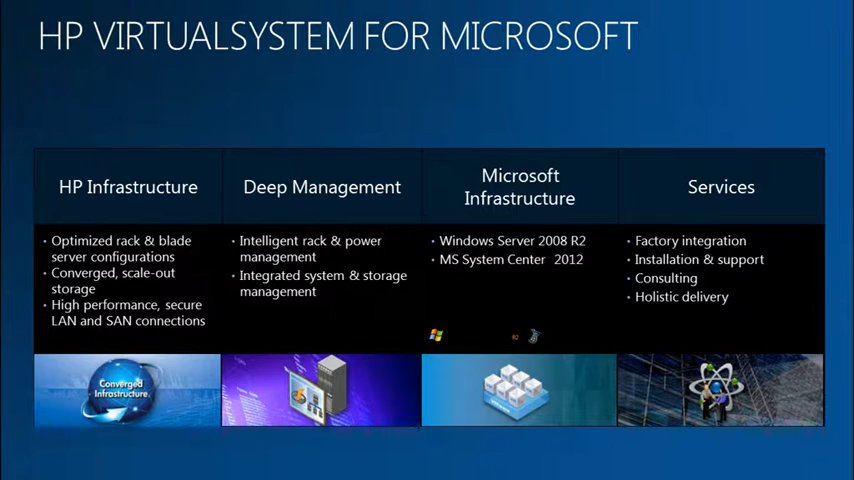 HP VIRTUALSYSTEM FOR MICROSOFT
HP Infrastructure
Deep Management
Microsoft
Infrastructure
Services
• Optimized rack & blade
server configurations
• Converged, scale-out
storage
• High performance, secure
LAN and SAN connections
• Intelligent rack & power
management
• Integrated system & storage
management
• Windows Server 2008 R2
• MS System Center 2012
• Factory integration
• Installation & support
• Consulting
• Holistic delivery
R2
Converged
Infrastructure